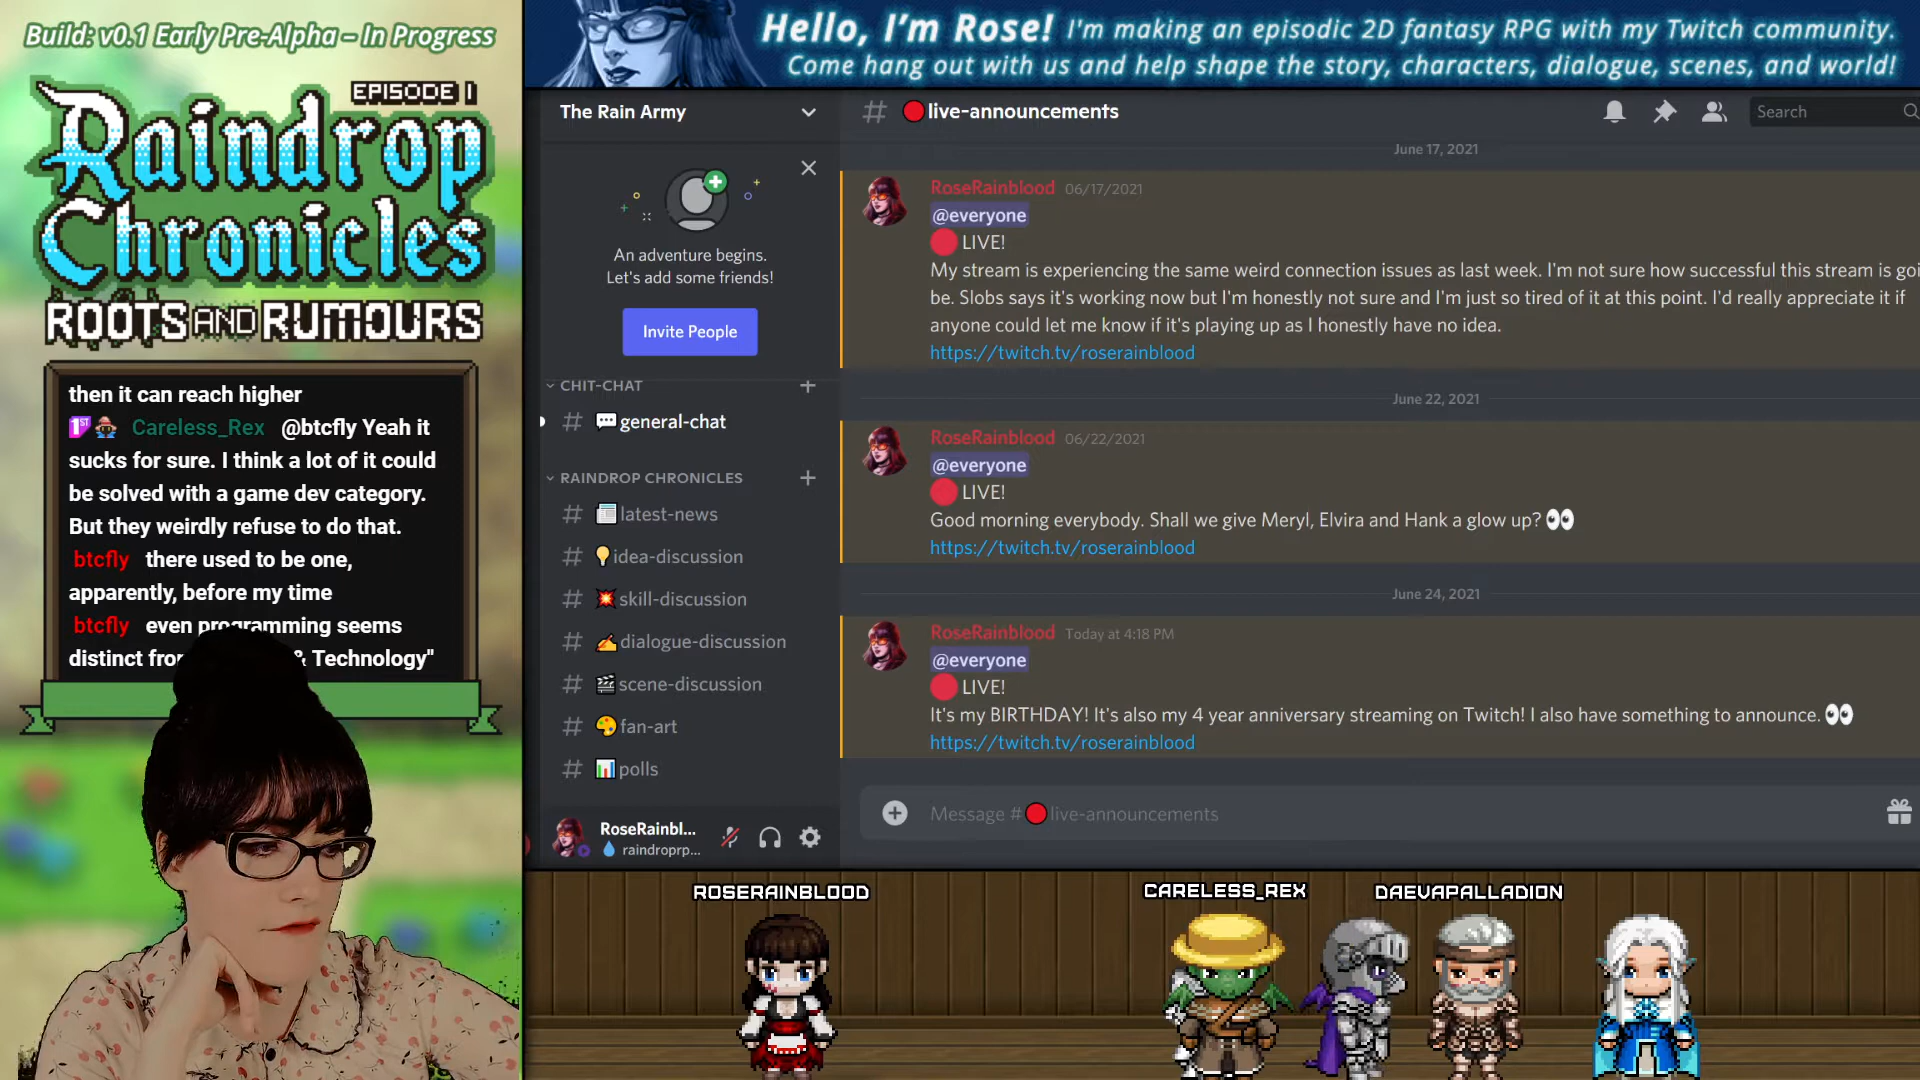 Build: v0.1 Early Pre-Alpha – In Progress
EPISODE I
Raindrop
Chronicles
ROOTS AND RUMOURS
then it can reach higher
Careless_Rex @btcfly Yeah it
sucks for sure. I think a lot of it could
be solved with a game dev category.
But they weirdly refuse to do that.
btcfly there used to be one,
apparently, before my time
btcfly even programming seems
& Technology"
Hello, I'm Rose! I'm making an episodic 2D fantasy RPG with my Twitch community.
Come hang out with us and help shape the story, characters, dialogue, scenes, and world!
The Rain Army
An adventure begins.
Let's add some friends!
Invite People
CHIT-CHAT
general-chat
RAINDROP CHRONICLES
latest-news
idea-discussion
skill-discussion
dialogue-discussion
scene-discussion
fan-art
polls
RoseRainbl...
raindroprp...
# live-announcements
Search
June 17, 2021
RoseRainblood 06/17/2021
@everyone
LIVE!
My stream is experiencing the same weird connection issues as last week. I'm not sure how successful this stream is
be. Slobs says it's working now but I'm honestly not sure and I'm just so tired of it at this point. I'd really appreciate it if
anyone could let me know if it's playing up as I honestly have no idea.
https://twitch.tv/roserainblood
June 22, 2021
RoseRainblood 06/22/2021
@everyone
LIVE!
Good morning everybody. Shall we give Meryl, Elvira and Hank a glow up? 👀
https://twitch.tv/roserainblood
June 24, 2021
RoseRainblood Today at 4:18 PM
@everyone
LIVE!
It's my BIRTHDAY! It's also my 4 year anniversary streaming on Twitch! I also have something to announce. 👀
https://twitch.tv/roserainblood
Message # live-announcements
ROSERAINBLOOD
CARELESS_REX
DAEVAPALLADION